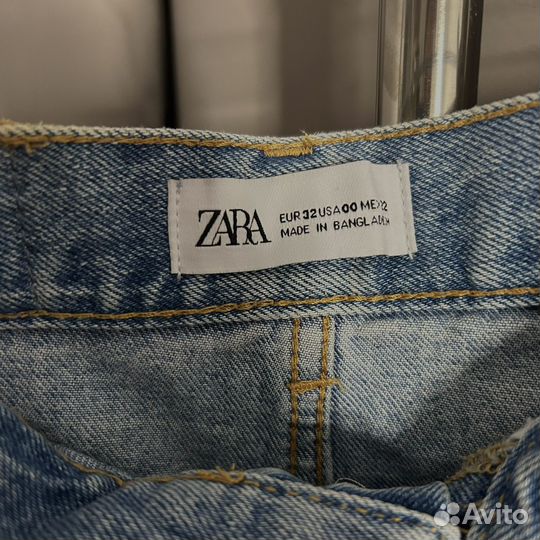 ZARA
EUR 32 USA 00 MEX 22
MADE IN BANGLADESH
Avito